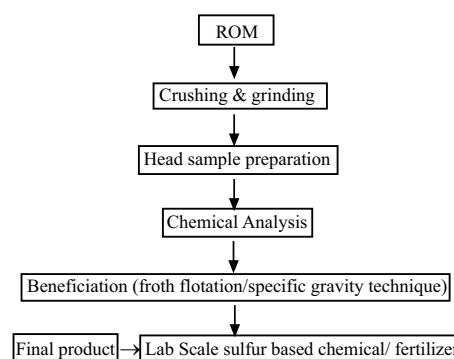 ROM
Crushing & grinding
Head sample preparation
Chemical Analysis
Beneficiation (froth flotation/specific gravity technique)
Final product → Lab Scale sulfur based chemical/ fertilizer